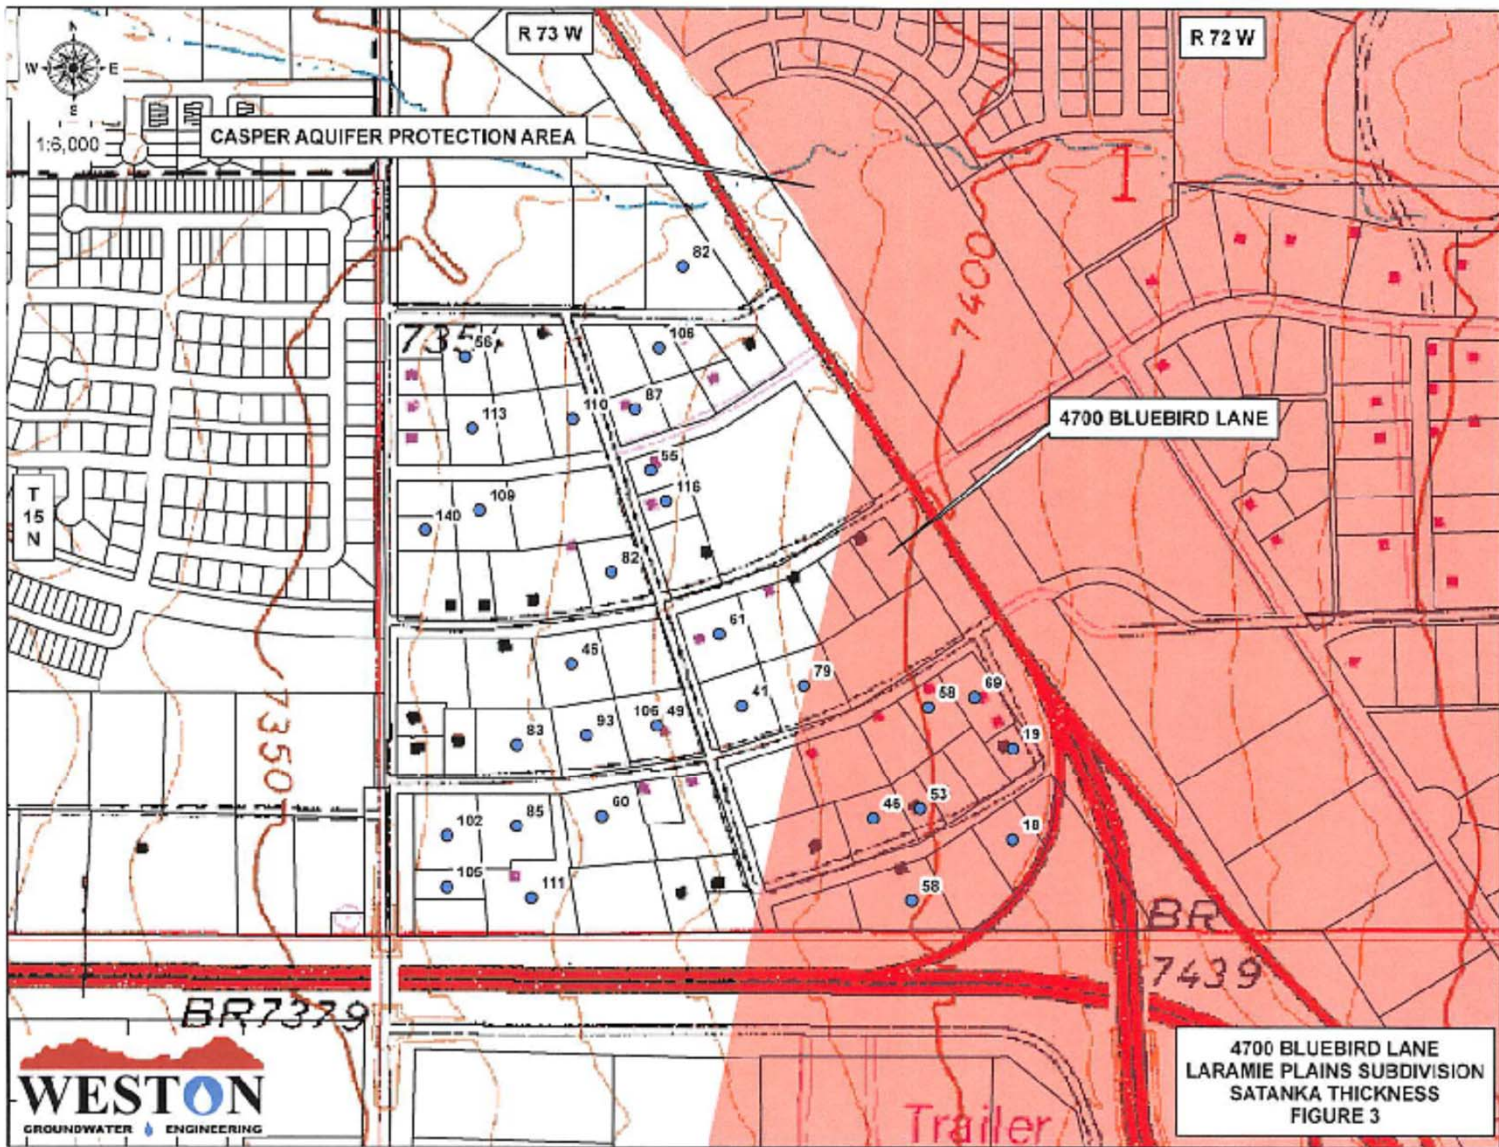 R 73 W
R 72 W
N
W
E
S
1:6,000
CASPER AQUIFER PROTECTION AREA
1
82
7400
56
106
113
110
87
4700 BLUEBIRD LANE
55
116
T
15
N
109
140
82
61
45
79
41
58
69
106
49
93
83
19
7350
53
46
60
85
102
18
105
111
58
BR
7439
BR7379
WESTON
GROUNDWATER ENGINEERING
Trailer
4700 BLUEBIRD LANE
LARAMIE PLAINS SUBDIVISION
SATANKA THICKNESS
FIGURE 3